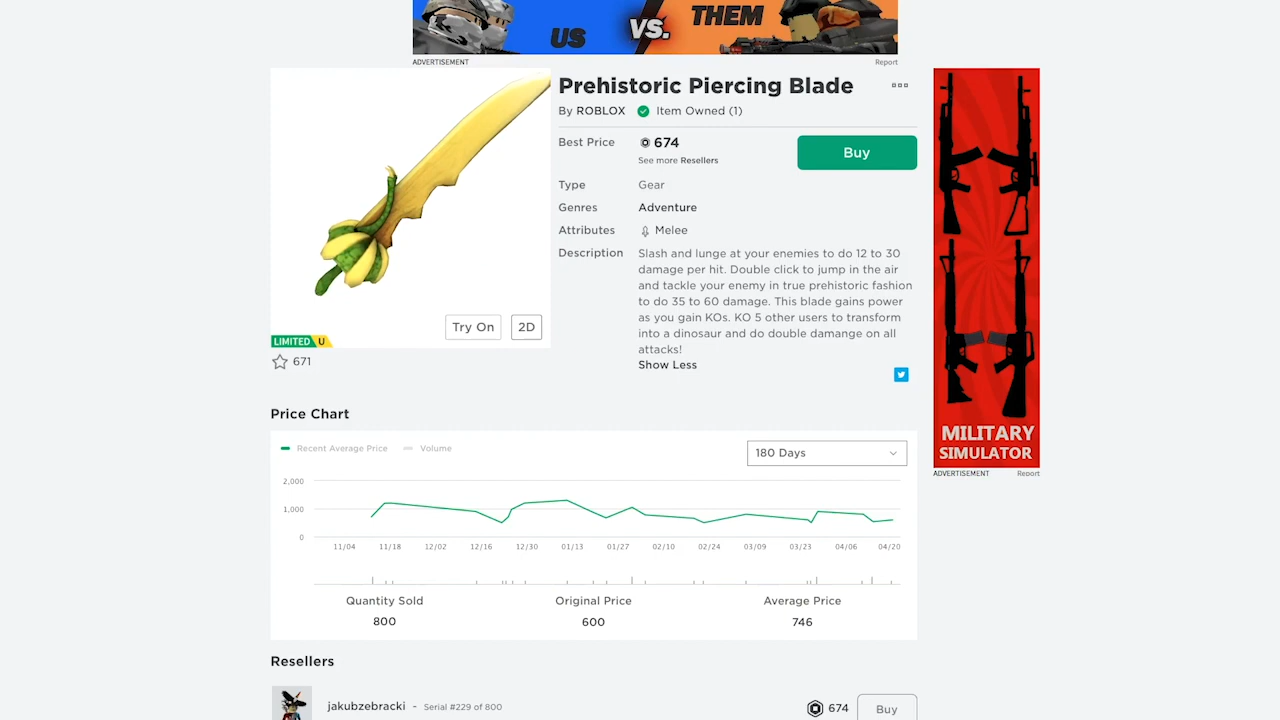 US VS. THEM
ADVERTISEMENT
Report
Prehistoric Piercing Blade
By ROBLOX Item Owned (1)
Best Price 674
See more Resellers
Buy
Type Gear
Genres Adventure
Attributes Melee
Description Slash and lunge at your enemies to do 12 to 30
damage per hit. Double click to jump in the air
and tackle your enemy in true prehistoric fashion
to do 35 to 60 damage. This blade gains power
as you gain KOs. KO 5 other users to transform
into a dinosaur and do double damange on all
attacks!
Show Less
Try On 2D
LIMITED U
671
MILITARY
SIMULATOR
ADVERTISEMENT
Report
Price Chart
Recent Average Price Volume
180 Days
2,000
1,000
0
11/04 11/18 12/02 12/16 12/30 01/13 01/27 02/10 02/24 03/09 03/23 04/06 04/20
Quantity Sold Original Price Average Price
800 600 746
Resellers
jakubzebracki - Serial #229 of 800 674 Buy